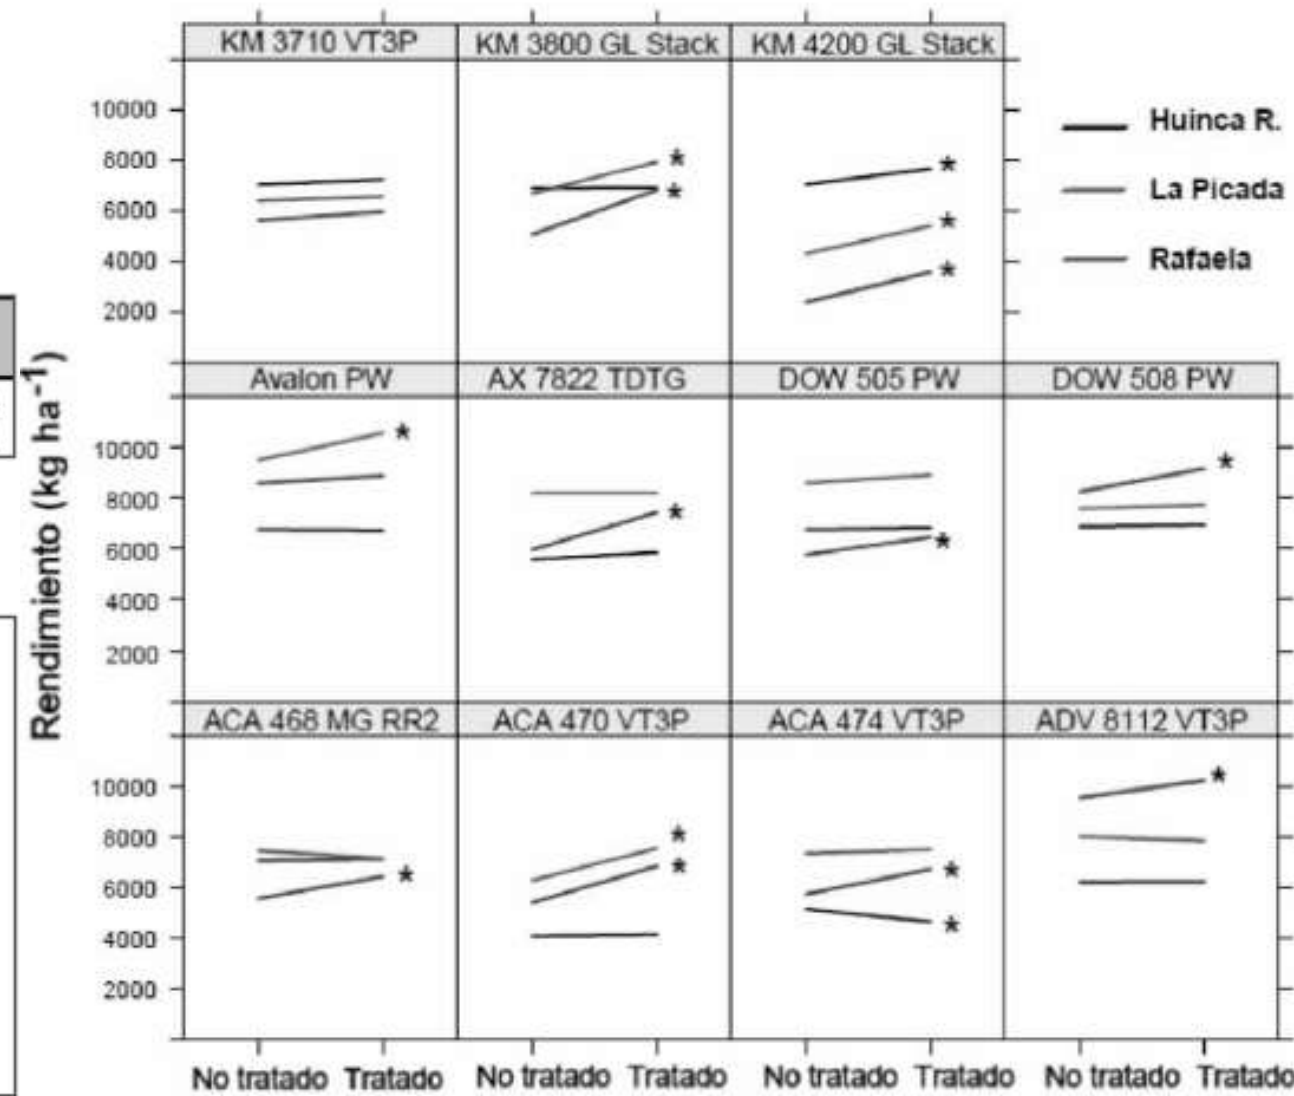 KM 3710 VT3P KM 3800 GL Stack KM 4200 GL Stack
10000
8000
6000
4000
2000
* * * * *
Huinca R.
La Picada
Rafaela
Rendimiento (kg ha-1)
Avalon PW AX 7822 TDTG DOW 505 PW DOW 508 PW
10000
8000
6000
4000
2000
* * * *
ACA 468 MG RR2 ACA 470 VT3P ACA 474 VT3P ADV 8112 VT3P
10000
8000
6000
4000
2000
* * * * * *
No tratado Tratado No tratado Tratado No tratado Tratado No tratado Tratado